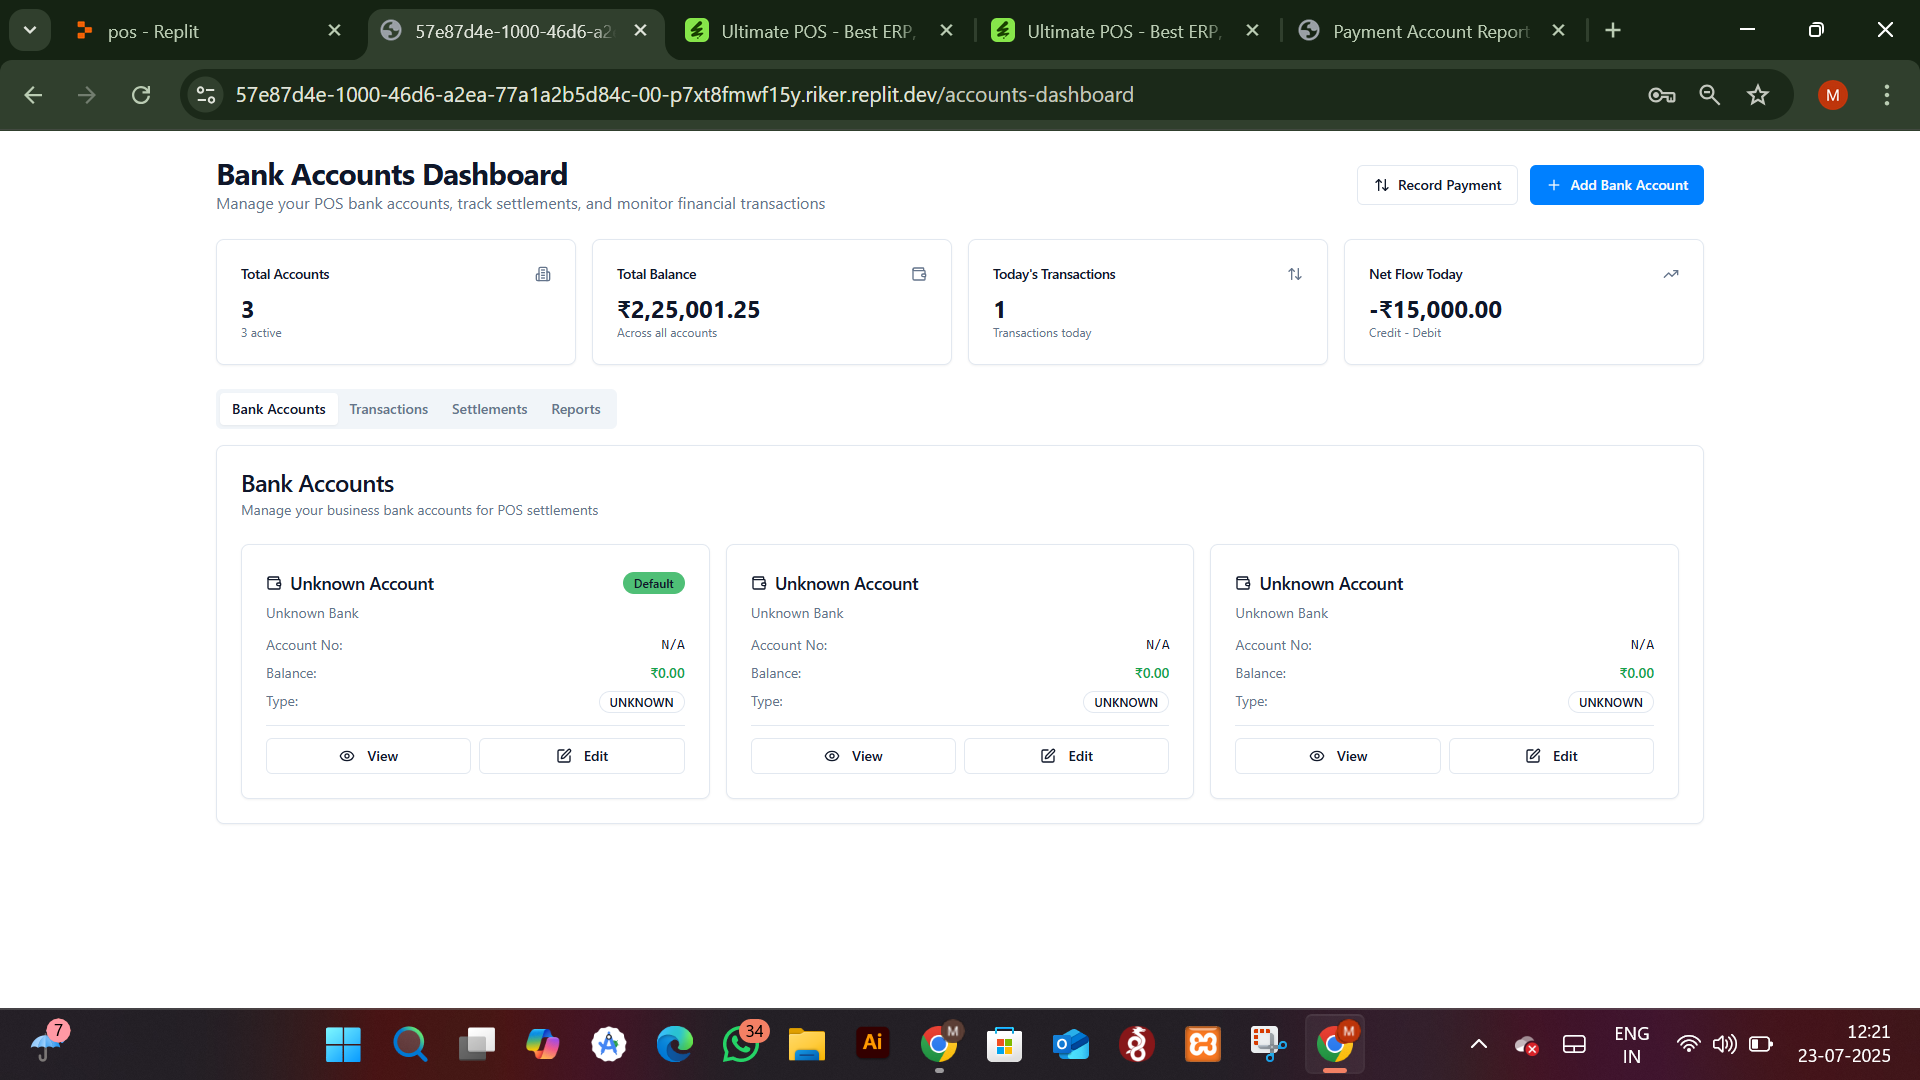 pos - Replit
57e87d4e-1000-46d6-a2
Ultimate POS - Best ERP,
Ultimate POS - Best ERP,
Payment Account Report
57e87d4e-1000-46d6-a2ea-77a1a2b5d84c-00-p7xt8fmwf15y.riker.replit.dev/accounts-dashboard
M
Bank Accounts Dashboard
Manage your POS bank accounts, track settlements, and monitor financial transactions
Record Payment
Add Bank Account
Total Accounts
3
3 active
Total Balance
₹2,25,001.25
Across all accounts
Today's Transactions
1
Transactions today
Net Flow Today
-₹15,000.00
Credit - Debit
Bank Accounts
Transactions
Settlements
Reports
Bank Accounts
Manage your business bank accounts for POS settlements
Unknown Account
Default
Unknown Bank
Account No: N/A
Balance: ₹0.00
Type: UNKNOWN
View
Edit
Unknown Account
Unknown Bank
Account No: N/A
Balance: ₹0.00
Type: UNKNOWN
View
Edit
Unknown Account
Unknown Bank
Account No: N/A
Balance: ₹0.00
Type: UNKNOWN
View
Edit
7
34
Ai
M
M
ENG
IN
12:21
23-07-2025